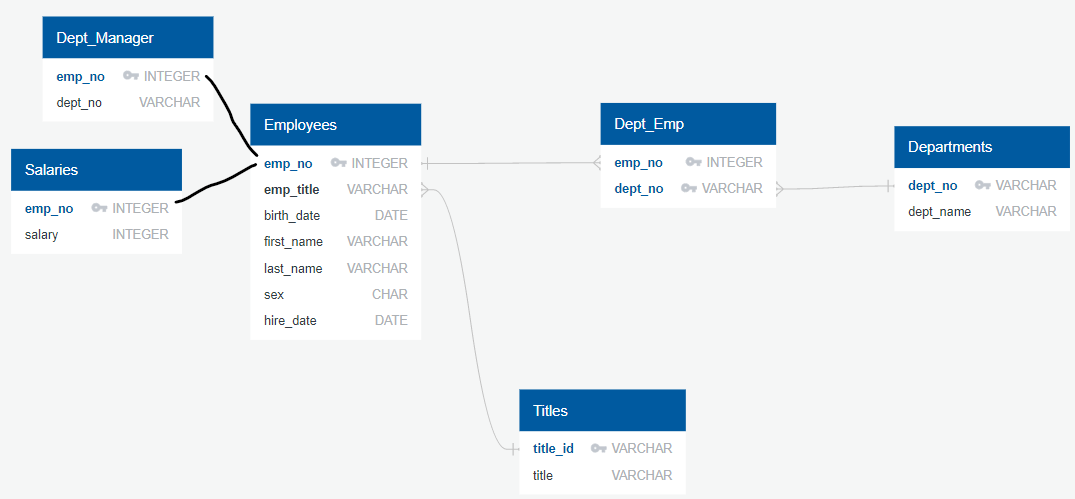 Dept_Manager
emp_no INTEGER
dept_no VARCHAR
Salaries
emp_no INTEGER
salary INTEGER
Employees
emp_no INTEGER
emp_title VARCHAR
birth_date DATE
first_name VARCHAR
last_name VARCHAR
sex CHAR
hire_date DATE
Dept_Emp
emp_no INTEGER
dept_no VARCHAR
Departments
dept_no VARCHAR
dept_name VARCHAR
Titles
title_id VARCHAR
title VARCHAR